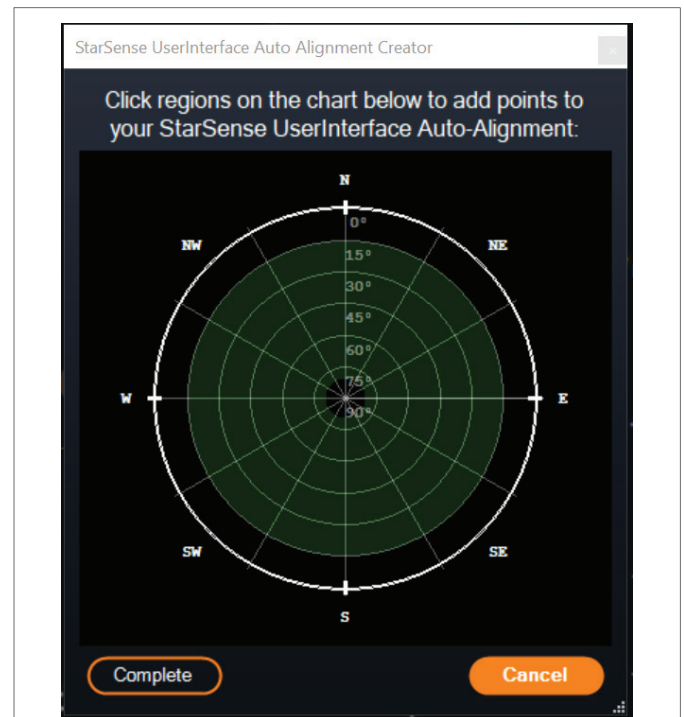 StarSense UserInterface Auto Alignment Creator
Click regions on the chart below to add points to
your StarSense UserInterface Auto-Alignment:
N
0°
NW
NE
15°
30°
45°
60°
75°
W
E
90°
SW
SE
S
Complete
Cancel